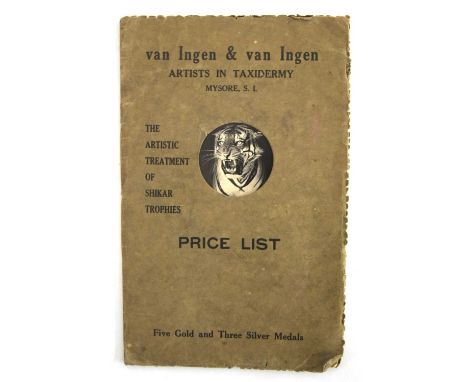 van Ingen & van Ingen
ARTISTS IN TAXIDERMY
MYSORE, S. I.
THE
ARTISTIC
TREATMENT
OF
SHIKAR
TROPHIES
PRICE LIST
Five Gold and Three Silver Medals